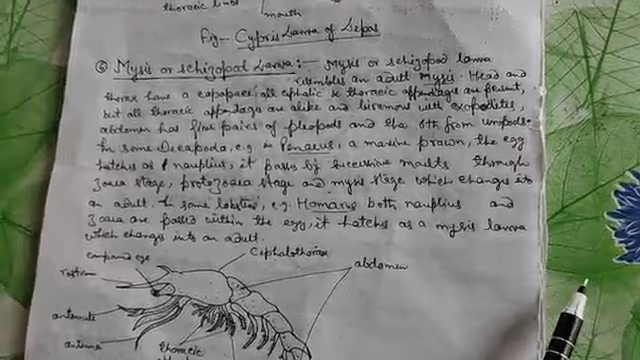 thoracic limbs
mouth
Fig- Cypris Larva of Sepas
⑥ Mysis or schizopod Larva:- Mysis or schizopod larva
resembles an adult mysis. Head and
thorax have a capapace; all cephalic & thoracic appendages are present,
but all thoracic appendages are alike and biramous with exopodites,
abdomen has five pairs of pleopods and the 6th from uropods.
In some Decapoda, e.g. in Penaeus, a marine prawn, the egg
hatches as nauplius, it pass by successive moults through
Zoaea stage, protozoaea stage and mysis stage which changes into
an adult. In some lobsters, e.g. Homarus both nauplius and
Zoaea are passed within the egg, it hatches as a mysis larva
which changes into an adult.
compound eye
Cephalothorax
abdomen
rostrum
antennule
antenna
thoracic